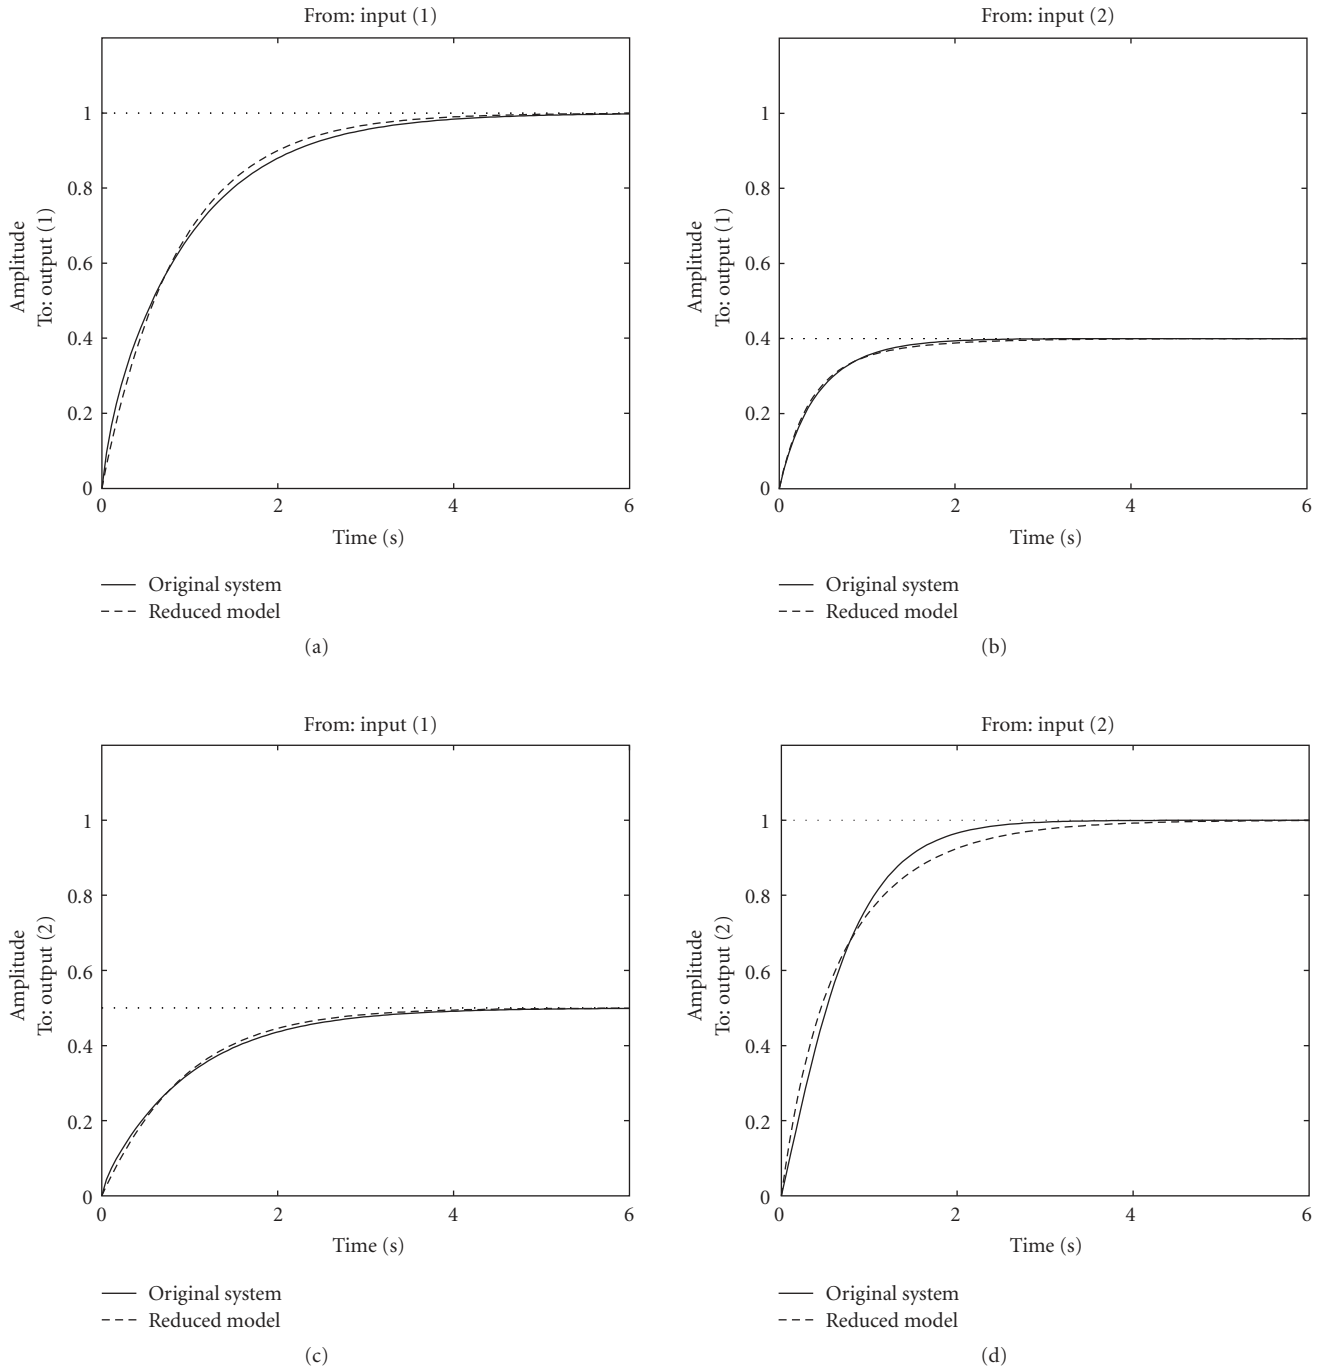 From: input (1)
Amplitude
To: output (1)
1
0.8
0.6
0.4
0.2
0
0 2 4 6
Time (s)
Original system
Reduced model
(a)
From: input (2)
Amplitude
To: output (1)
1
0.8
0.6
0.4
0.2
0
0 2 4 6
Time (s)
Original system
Reduced model
(b)
From: input (1)
Amplitude
To: output (2)
1
0.8
0.6
0.4
0.2
0
0 2 4 6
Time (s)
Original system
Reduced model
(c)
From: input (2)
Amplitude
To: output (2)
1
0.8
0.6
0.4
0.2
0
0 2 4 6
Time (s)
Original system
Reduced model
(d)